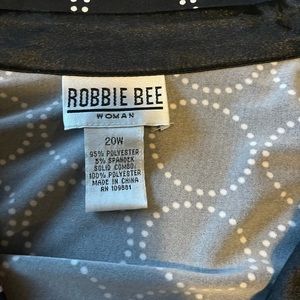 ROBBIE BEE
WOMAN
20W
95% POLYESTER
5% SPANDEX
SOLID COMBO:
100% POLYESTER
MADE IN CHINA
RN 109881